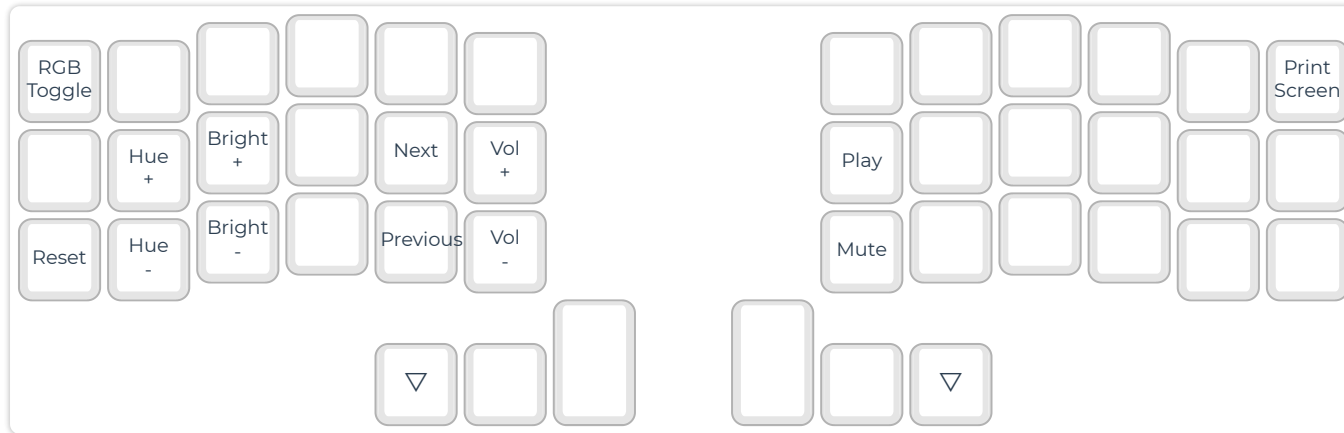 RGB
Toggle
Print
Screen
Hue
+
Bright
+
Next
Vol
+
Play
Reset
Hue
-
Bright
-
Previous
Vol
-
Mute
▽
▽